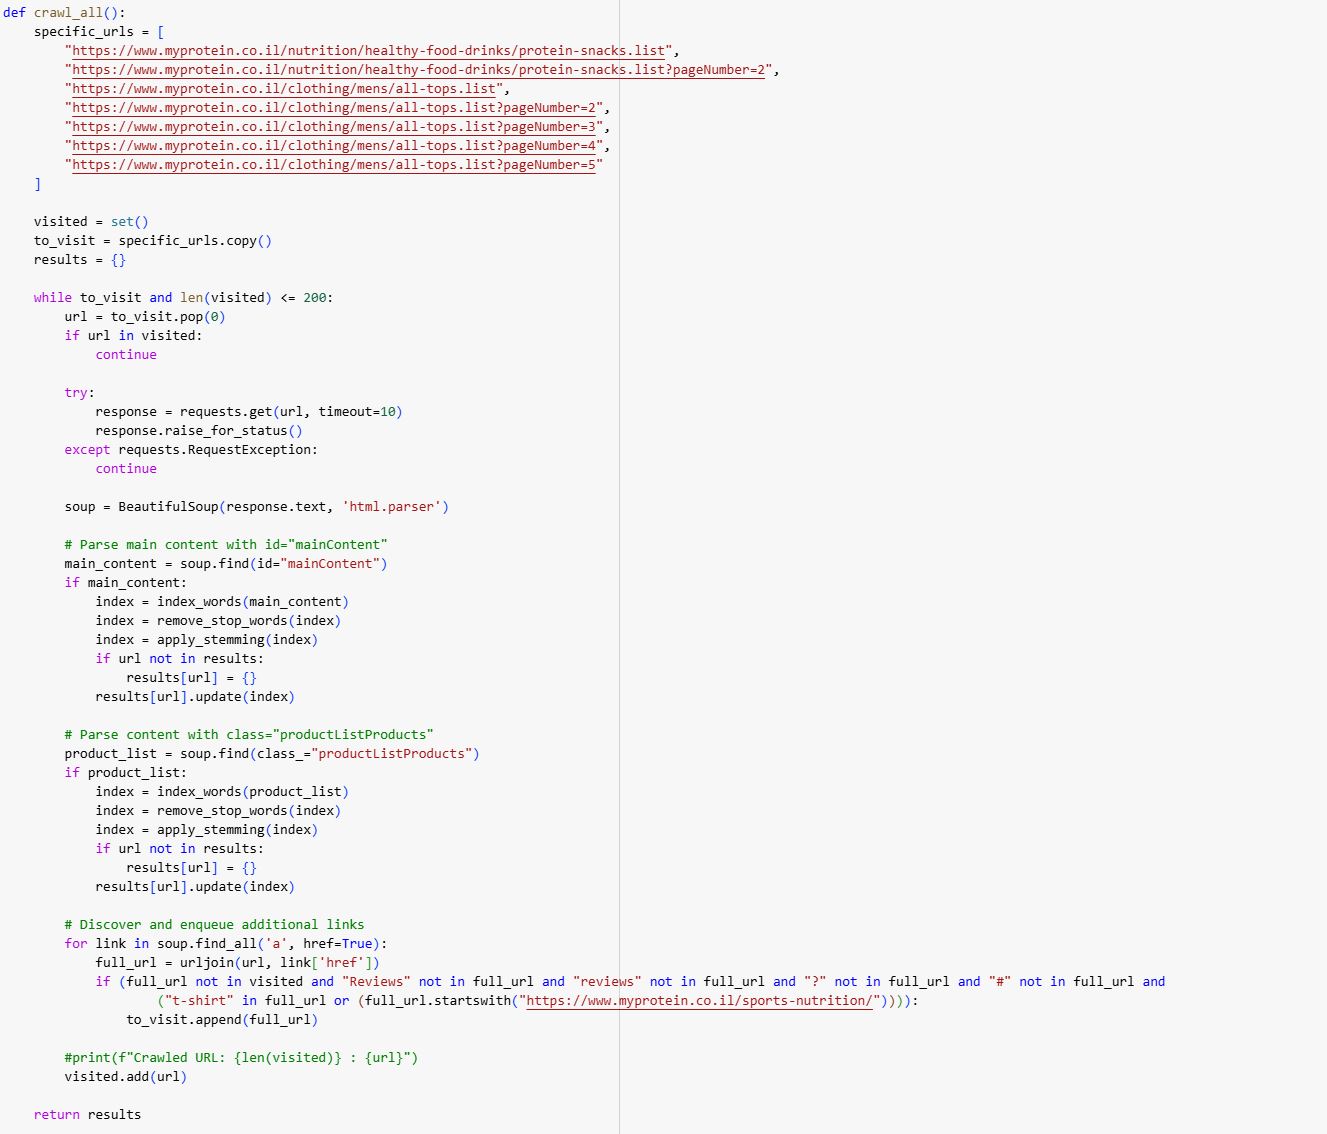 def crawl_all():
    specific_urls = [
        "https://www.myprotein.co.il/nutrition/healthy-food-drinks/protein-snacks.list",
        "https://www.myprotein.co.il/nutrition/healthy-food-drinks/protein-snacks.list?pageNumber=2",
        "https://www.myprotein.co.il/clothing/mens/all-tops.list",
        "https://www.myprotein.co.il/clothing/mens/all-tops.list?pageNumber=2",
        "https://www.myprotein.co.il/clothing/mens/all-tops.list?pageNumber=3",
        "https://www.myprotein.co.il/clothing/mens/all-tops.list?pageNumber=4",
        "https://www.myprotein.co.il/clothing/mens/all-tops.list?pageNumber=5"
    ]

    visited = set()
    to_visit = specific_urls.copy()
    results = {}

    while to_visit and len(visited) <= 200:
        url = to_visit.pop(0)
        if url in visited:
            continue

        try:
            response = requests.get(url, timeout=10)
            response.raise_for_status()
        except requests.RequestException:
            continue

        soup = BeautifulSoup(response.text, 'html.parser')

        # Parse main content with id="mainContent"
        main_content = soup.find(id="mainContent")
        if main_content:
            index = index_words(main_content)
            index = remove_stop_words(index)
            index = apply_stemming(index)
            if url not in results:
                results[url] = {}
            results[url].update(index)

        # Parse content with class="productListProducts"
        product_list = soup.find(class_="productListProducts")
        if product_list:
            index = index_words(product_list)
            index = remove_stop_words(index)
            index = apply_stemming(index)
            if url not in results:
                results[url] = {}
            results[url].update(index)

        # Discover and enqueue additional links
        for link in soup.find_all('a', href=True):
            full_url = urljoin(url, link['href'])
            if (full_url not in visited and "Reviews" not in full_url and "reviews" not in full_url and "?" not in full_url and "#" not in full_url and
                    ("t-shirt" in full_url or (full_url.startswith("https://www.myprotein.co.il/sports-nutrition/")))):
                to_visit.append(full_url)

        #print(f"Crawled URL: {len(visited)} : {url}")
        visited.add(url)

    return results